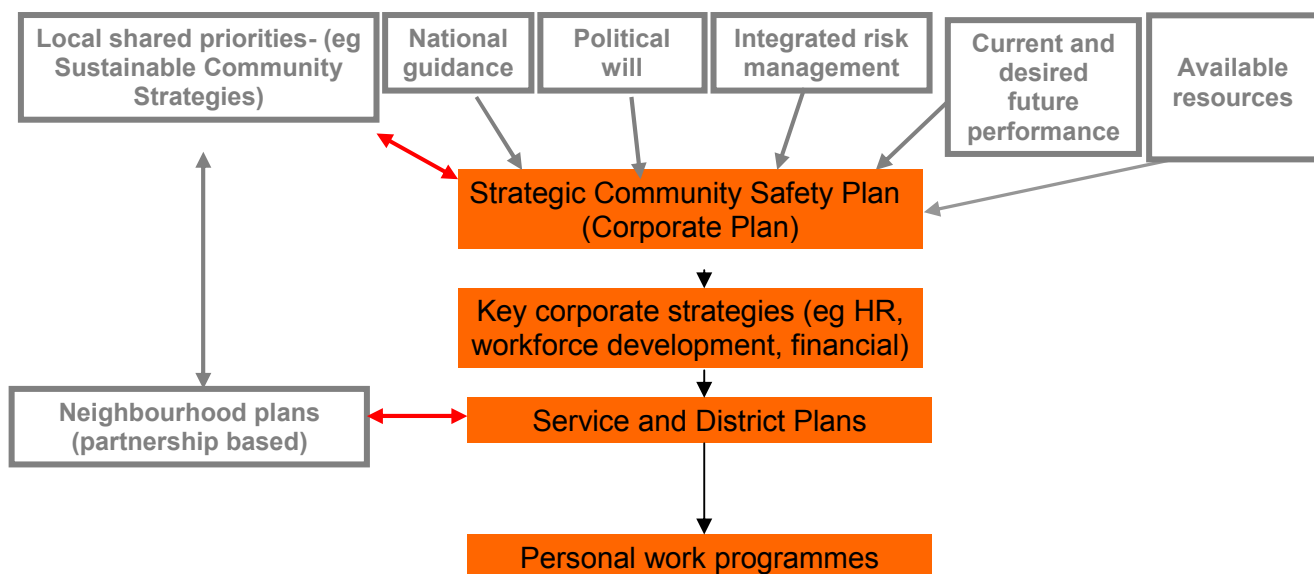 Local shared priorities- (eg
Sustainable Community
Strategies)
National
guidance
Political
will
Integrated risk
management
Current and
desired
future
performance
Available
resources
Strategic Community Safety Plan
(Corporate Plan)
Key corporate strategies (eg HR,
workforce development, financial)
Neighbourhood plans
(partnership based)
Service and District Plans
Personal work programmes